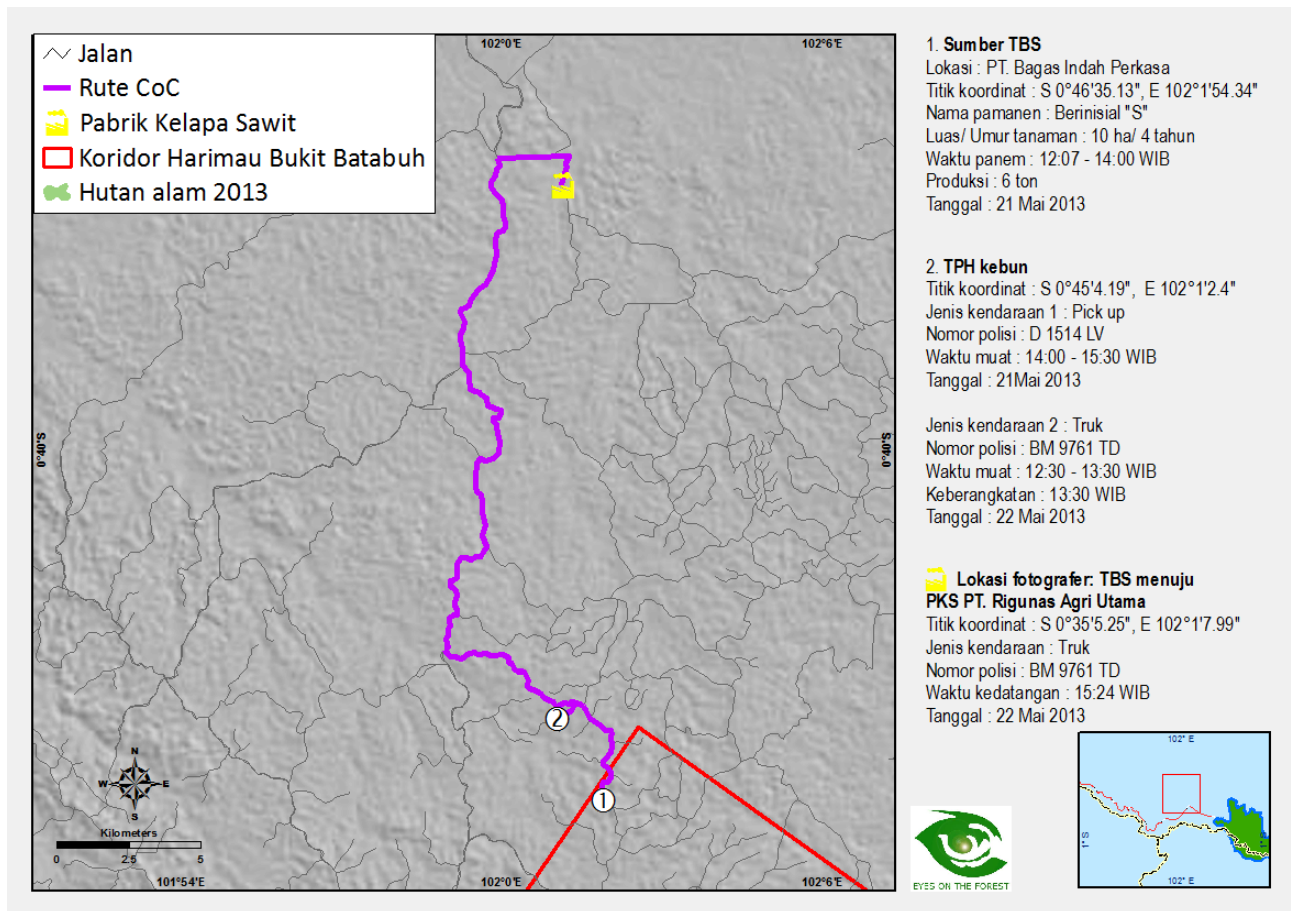 Jalan
Rute CoC
Pabrik Kelapa Sawit
Koridor Harimau Bukit Batabuh
Hutan alam 2013
102°0'E
102°6'E
0°40'S
0°40'S
N
W
E
S
Kilometers
0
2.5
5
101°54'E
102°0'E
102°6'E
2
1
1. Sumber TBS
Lokasi : PT. Bagas Indah Perkasa
Titik koordinat : S 0°46'35.13", E 102°1'54.34"
Nama pamanen : Berinisial "S"
Luas/ Umur tanaman : 10 ha/ 4 tahun
Waktu panem : 12:07 - 14:00 WIB
Produksi : 6 ton
Tanggal : 21 Mai 2013
2. TPH kebun
Titik koordinat : S 0°45'4.19", E 102°1'2.4"
Jenis kendaraan 1 : Pick up
Nomor polisi : D 1514 LV
Waktu muat : 14:00 - 15:30 WIB
Tanggal : 21Mai 2013
Jenis kendaraan 2 : Truk
Nomor polisi : BM 9761 TD
Waktu muat : 12:30 - 13:30 WIB
Keberangkatan : 13:30 WIB
Tanggal : 22 Mai 2013
Lokasi fotografer: TBS menuju
PKS PT. Rigunas Agri Utama
Titik koordinat : S 0°35'5.25", E 102°1'7.99"
Jenis kendaraan : Truk
Nomor polisi : BM 9761 TD
Waktu kedatangan : 15:24 WIB
Tanggal : 22 Mai 2013
EYES ON THE FOREST
102° E
1° S
102° E